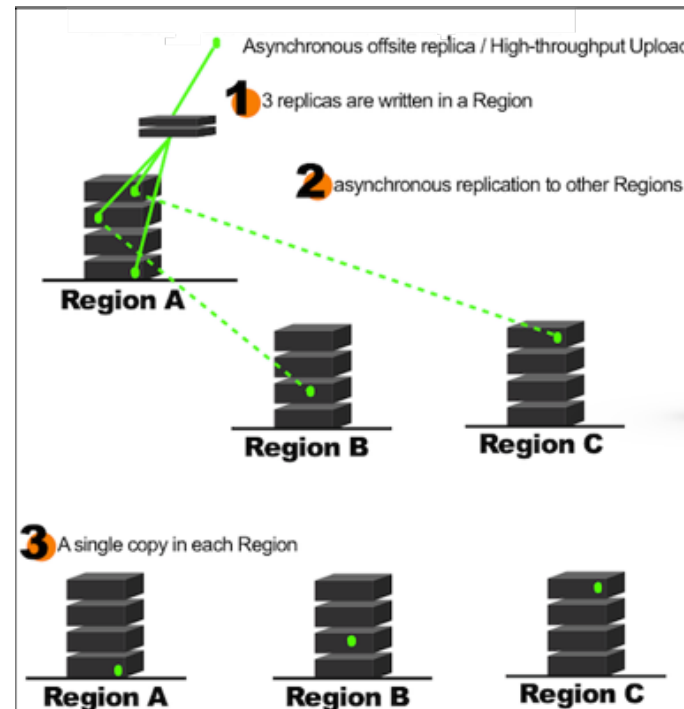 Asynchronous offsite replica / High-throughput Upload
1 3 replicas are written in a Region
2 asynchronous replication to other Regions
Region A
Region B
Region C
3 A single copy in each Region
Region A
Region B
Region C